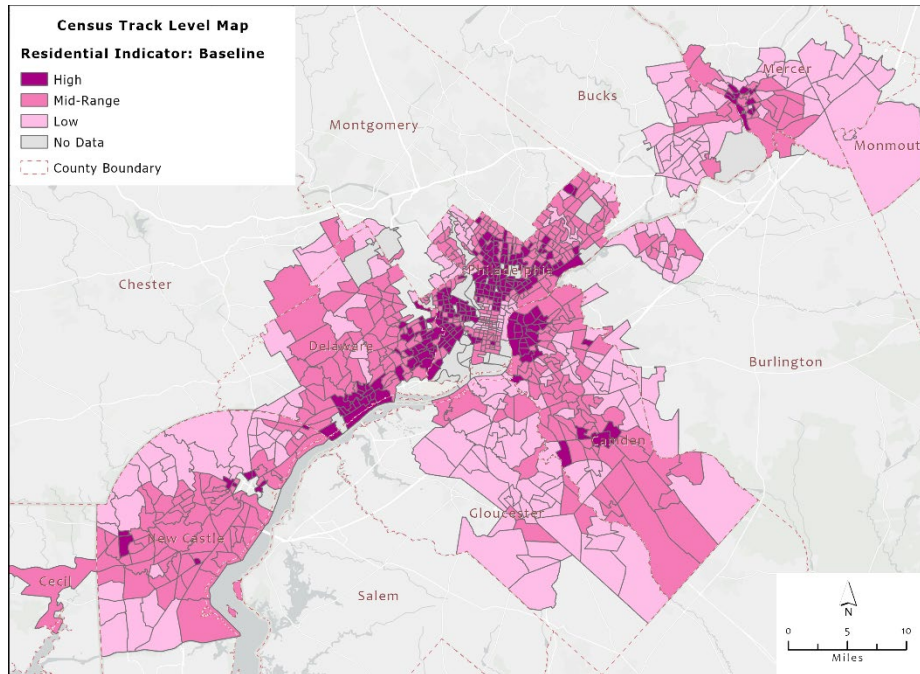 Census Track Level Map
Residential Indicator: Baseline
High
Mid-Range
Low
No Data
County Boundary
Mercer
Bucks
Montgomery
Monmout
Philadelphia
Chester
Delaware
Burlington
Camden
Gloucester
New Castle
Cecil
Salem
N
0 5 10
Miles